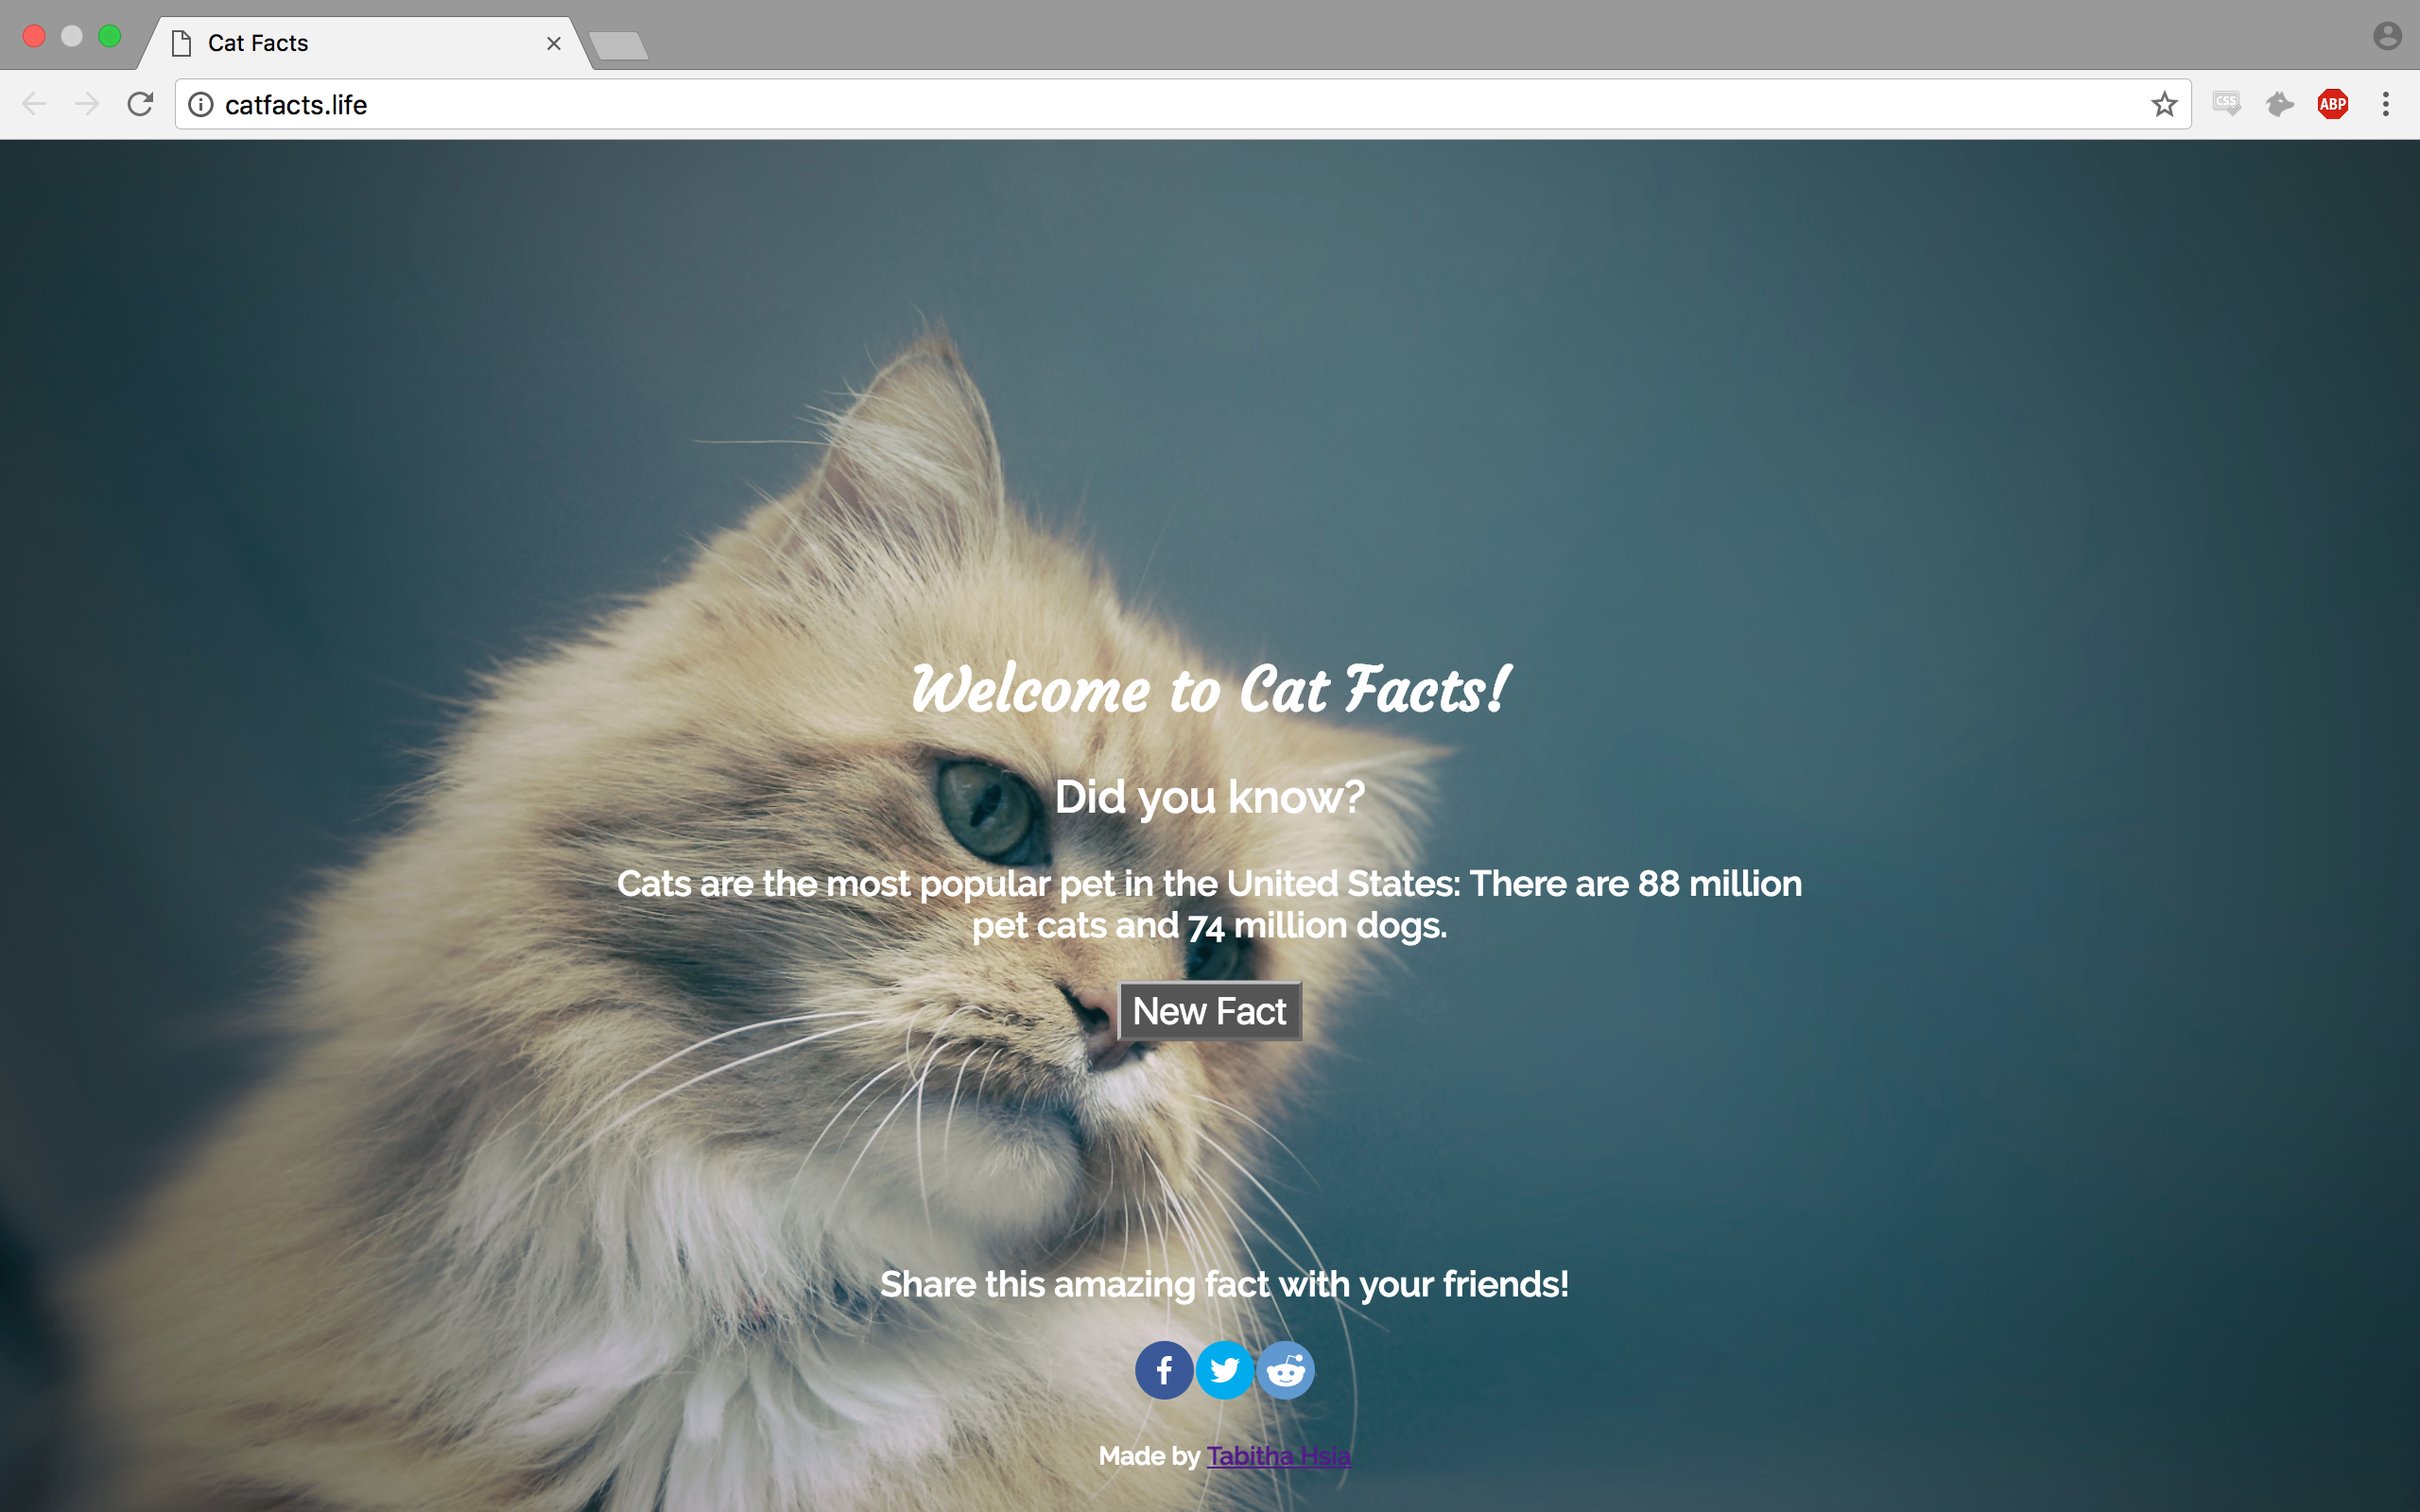 Cat Facts
catfacts.life
CSS
ABP
Welcome to Cat Facts!
Did you know?
Cats are the most popular pet in the United States: There are 88 million
pet cats and 74 million dogs.
New Fact
Share this amazing fact with your friends!
Made by Tabitha Hsia